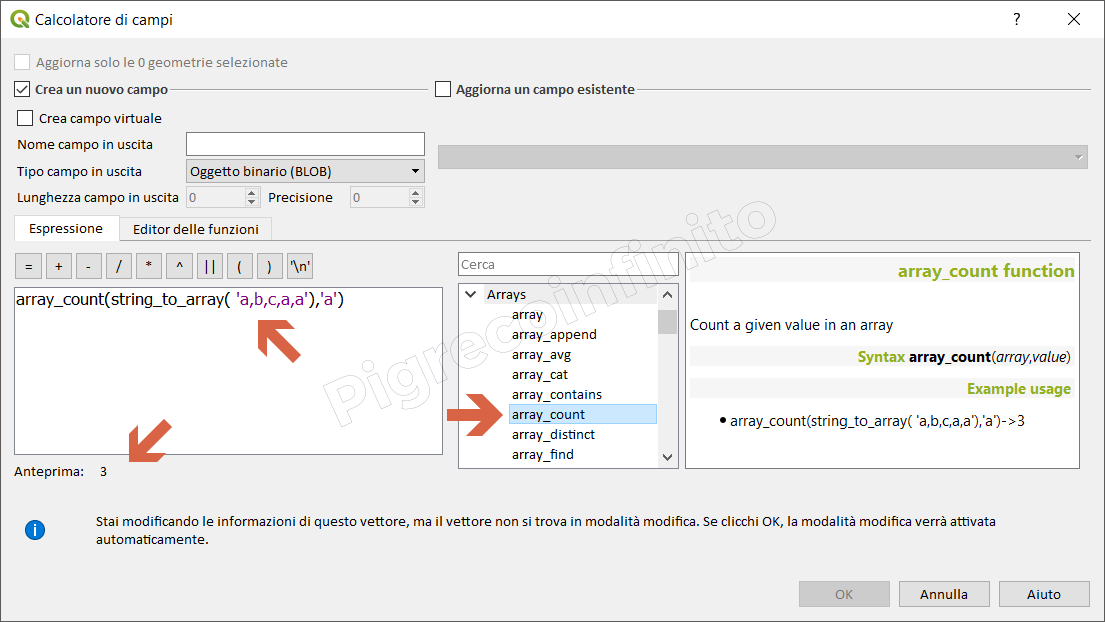 Calcolatore di campi
?
Aggiorna solo le 0 geometrie selezionate
Crea un nuovo campo
Aggiorna un campo esistente
Crea campo virtuale
Nome campo in uscita
Tipo campo in uscita
Oggetto binario (BLOB)
Lunghezza campo in uscita
0
Precisione
0
Espressione
Editor delle funzioni
= + - / * ^ || ( ) '\n'
array_count(string_to_array( 'a,b,c,a,a'),'a')
Anteprima: 3
Cerca
Arrays
array
array_append
array_avg
array_cat
array_contains
array_count
array_distinct
array_find
array_count function
Count a given value in an array
Syntax array_count(array,value)
Example usage
● array_count(string_to_array( 'a,b,c,a,a'),'a')->3
Pigrecoinfinito
i
Stai modificando le informazioni di questo vettore, ma il vettore non si trova in modalità modifica. Se clicchi OK, la modalità modifica verrà attivata
automaticamente.
OK
Annulla
Aiuto